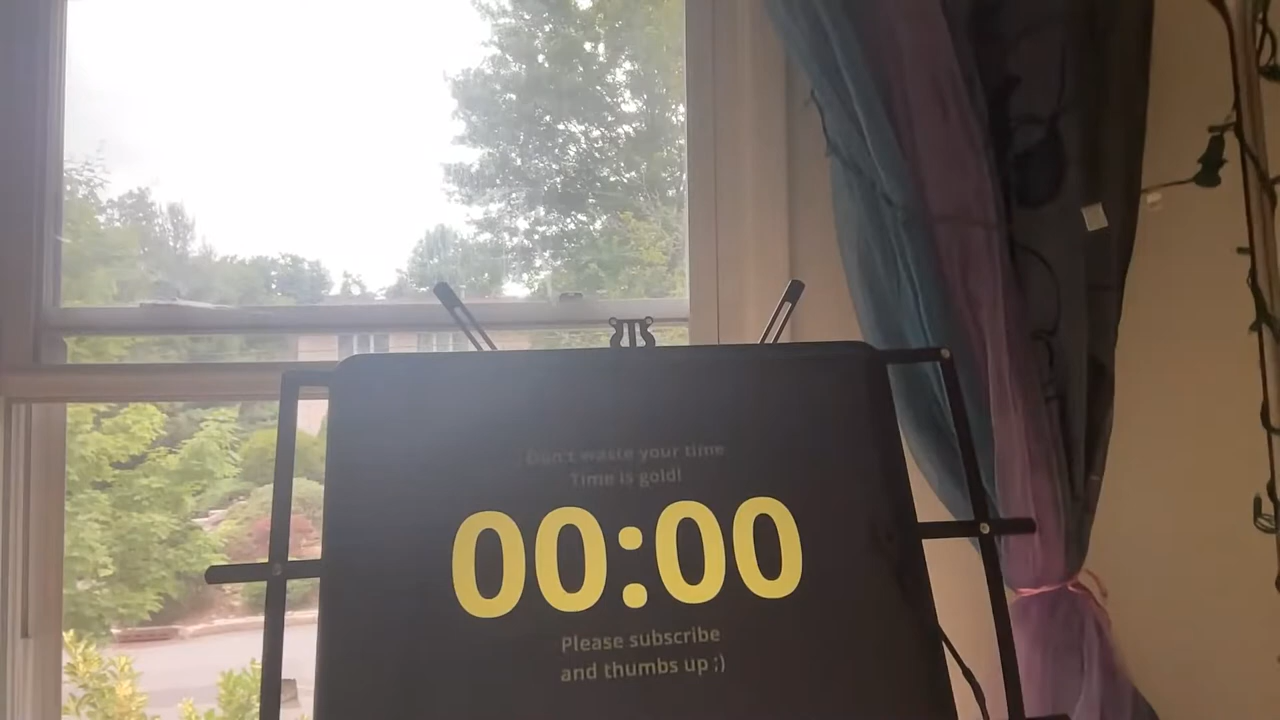 Don't waste your time
Time is gold!
00:00
Please subscribe
and thumbs up ;)